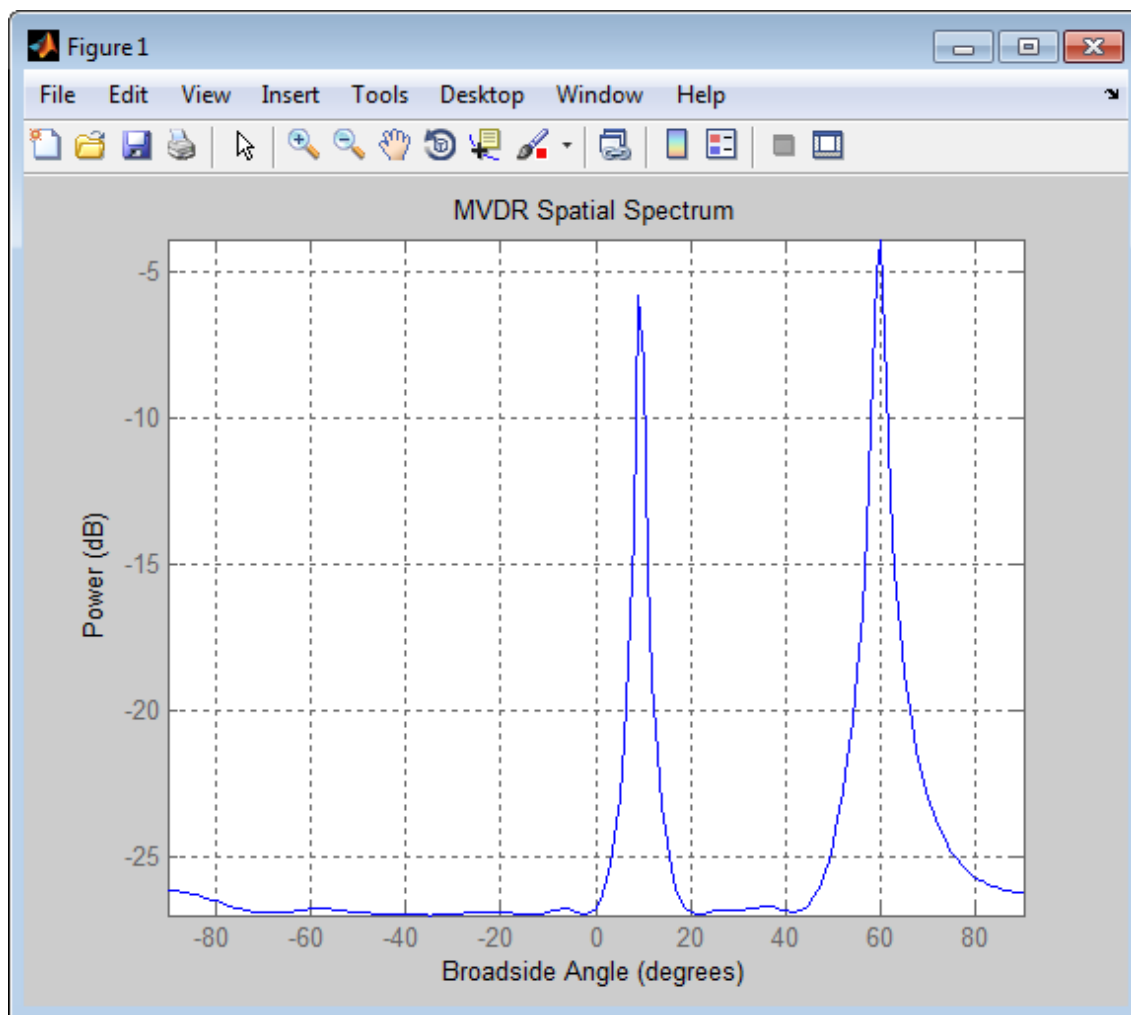 Figure 1
File Edit View Insert Tools Desktop Window Help
MVDR Spatial Spectrum
-5
-10
-15
-20
-25
Power (dB)
-80 -60 -40 -20 0 20 40 60 80
Broadside Angle (degrees)